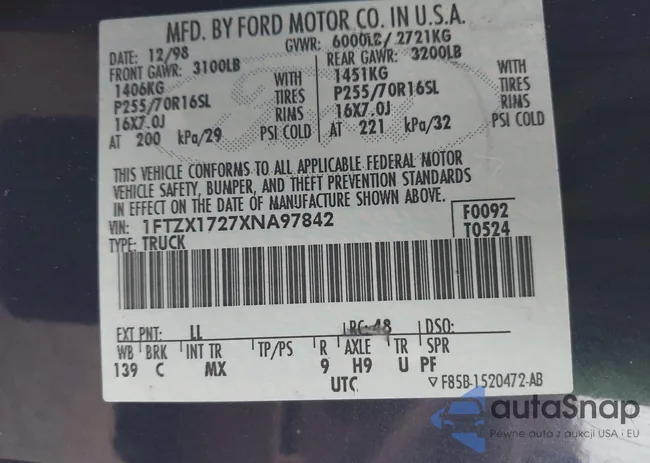 MFD. BY FORD MOTOR CO. IN U.S.A.
DATE: 12/98 GVWR: 6000LB/ 2721KG
FRONT GAWR: 3100LB REAR GAWR: 3200LB
1406KG WITH 1451KG WITH
P255/70R16SL TIRES P255/70R16SL TIRES
16X7.0J RIMS 16X7.0J RIMS
AT 200 kPa/29 PSI COLD AT 221 kPa/32 PSI COLD
THIS VEHICLE CONFORMS TO ALL APPLICABLE FEDERAL MOTOR
VEHICLE SAFETY, BUMPER, AND THEFT PREVENTION STANDARDS
IN EFFECT ON THE DATE OF MANUFACTURE SHOWN ABOVE.
VIN: 1FTZX1727XNA97842 F0092
TYPE: TRUCK T0524
EXT PNT: LL RC: 48 DSO:
WB BRK INT TR TP/PS R AXLE TR SPR
139 C MX 9 H9 U PF
UTC F85B-1520472-AB
autaSnap
Pewne auta z aukcji USA i EU